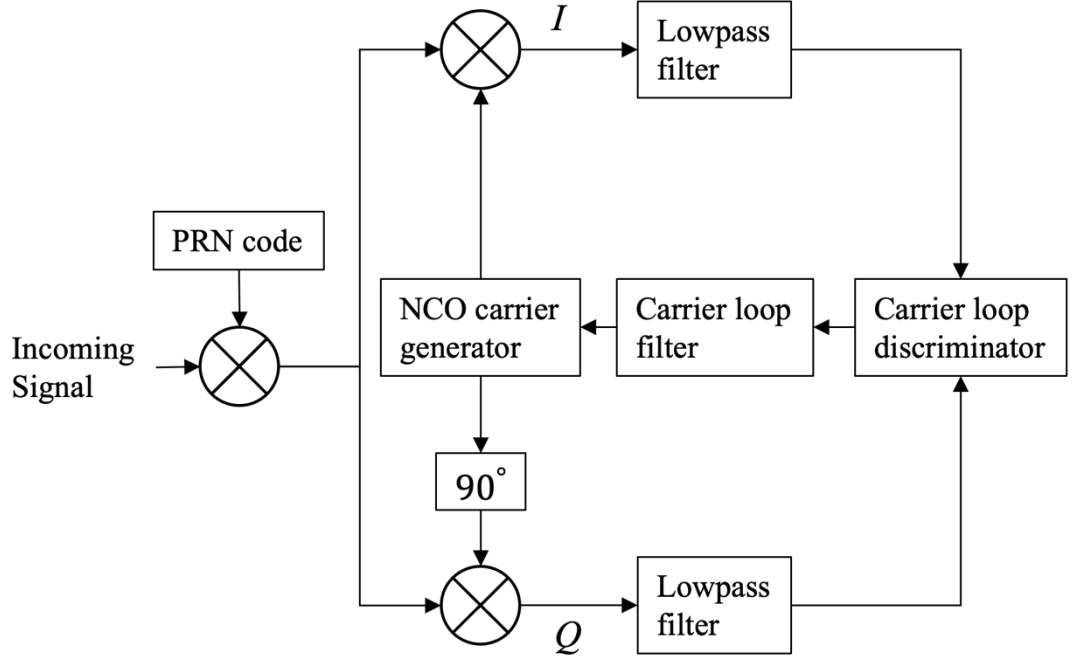 I
Lowpass
filter
PRN code
NCO carrier
generator
Carrier loop
filter
Carrier loop
discriminator
Incoming
Signal
90°
Lowpass
filter
Q